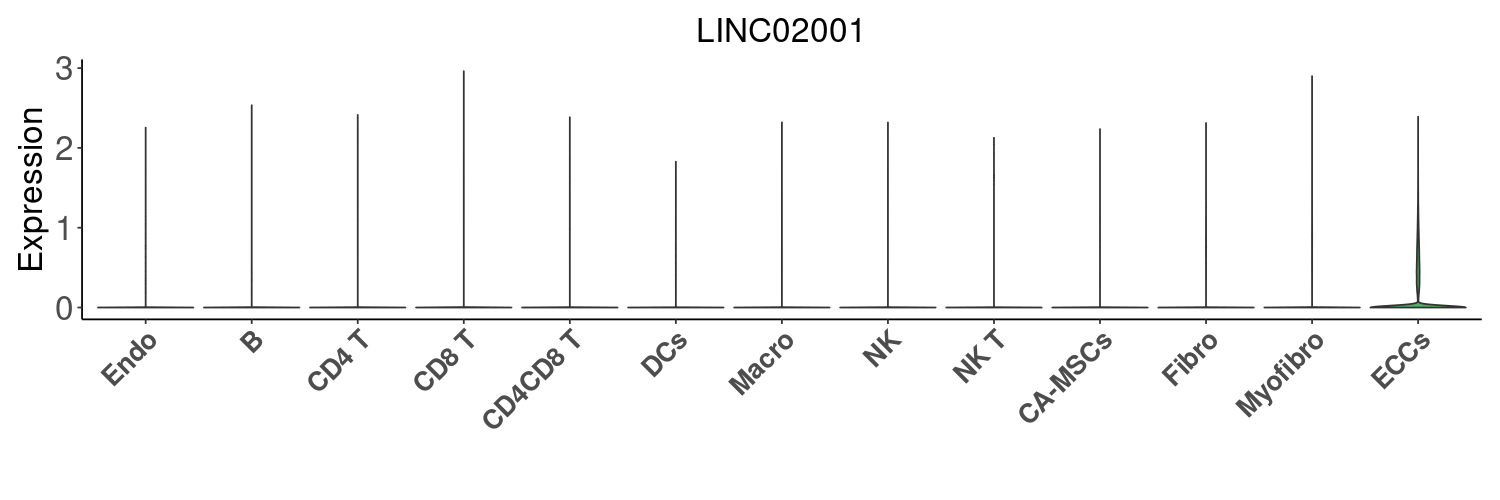 LINC02001
Expression
3
2
1
0
Endo
B
CD4 T
CD8 T
CD4CD8 T
DCs
Macro
NK
NK T
CA-MSCs
Fibro
Myofibro
ECCs